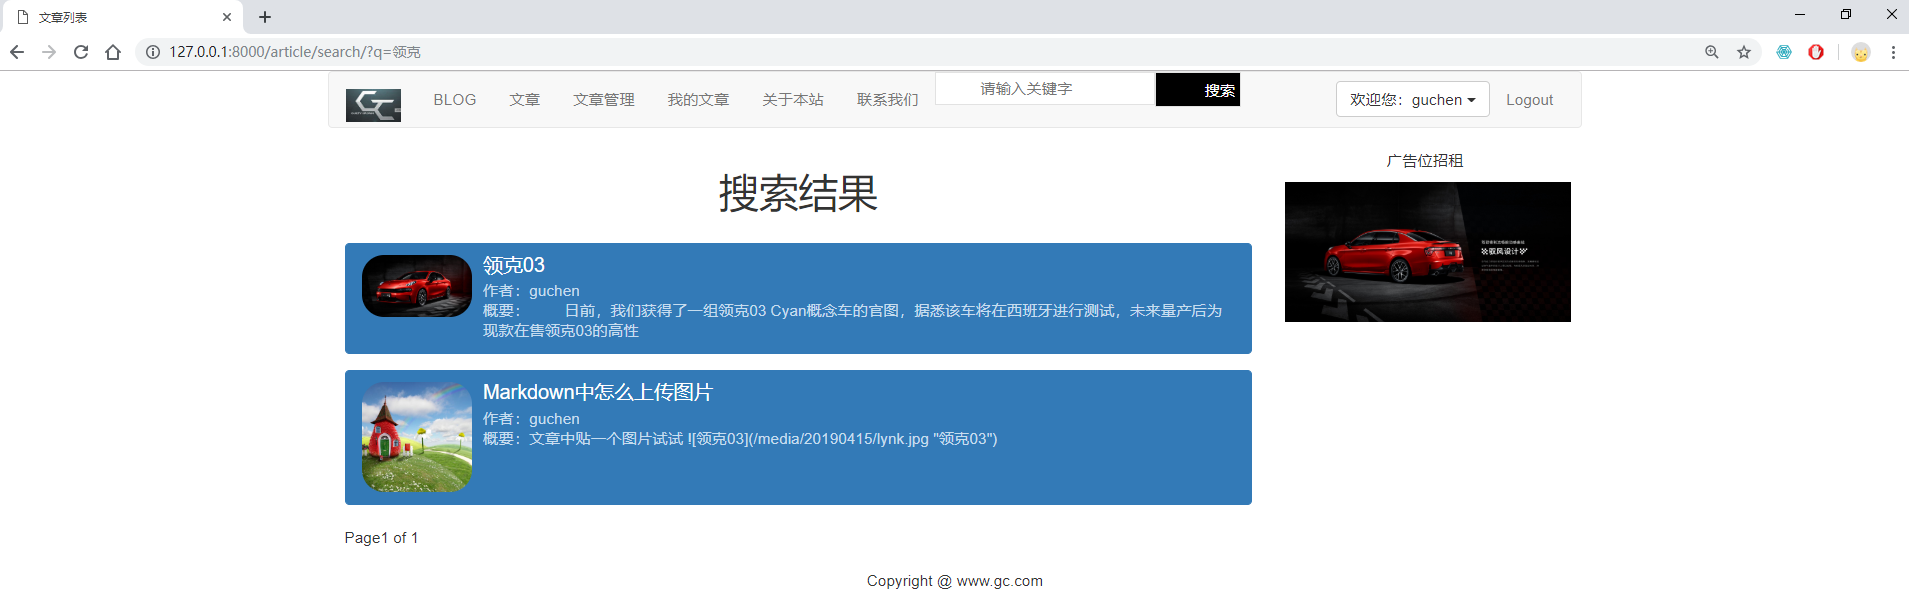 文章列表
127.0.0.1:8000/article/search/?q=领克
BLOG 文章 文章管理 我的文章 关于本站 联系我们 请输入关键字 搜索 欢迎您：guchen Logout
广告位招租
驭风设计
搜索结果
领克03
作者：guchen
概要： 日前，我们获得了一组领克03 Cyan概念车的官图，据悉该车将在西班牙进行测试，未来量产后为
现款在售领克03的高性
Markdown中怎么上传图片
作者：guchen
概要：文章中贴一个图片试试 ![领克03](/media/20190415/lynk.jpg "领克03")
Page1 of 1
Copyright @ www.gc.com